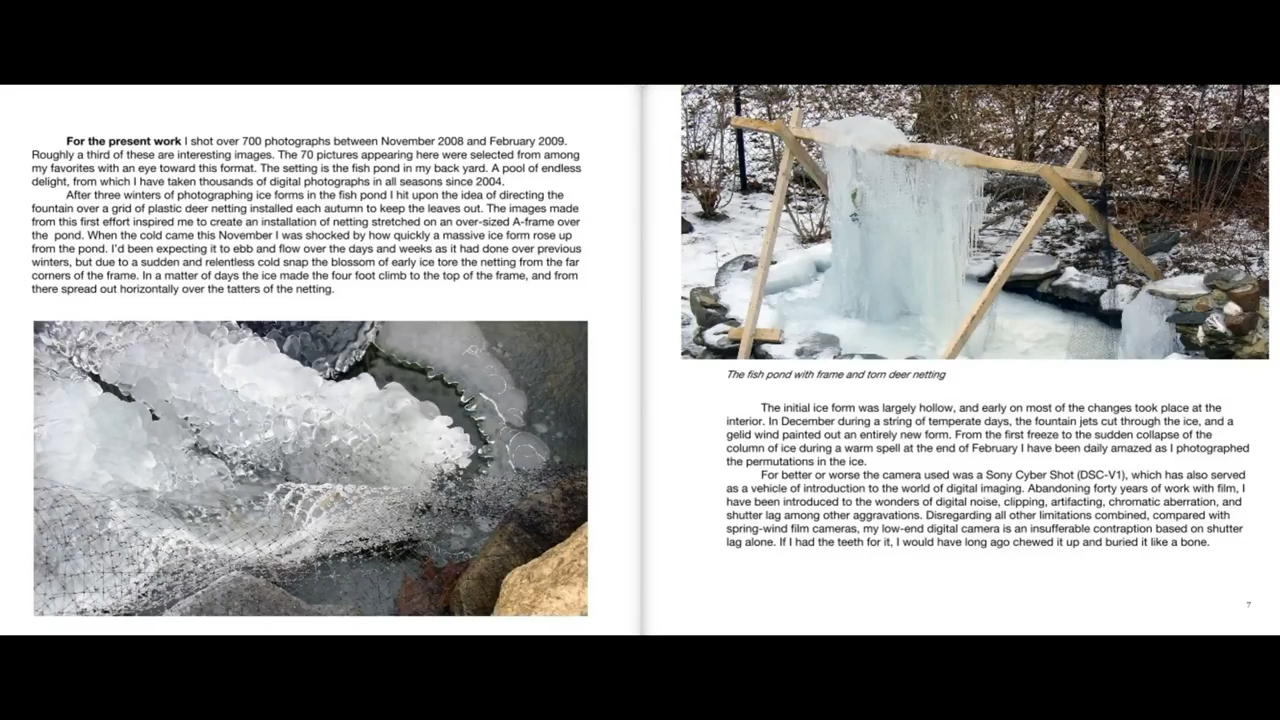 For the present work I shot over 700 photographs between November 2008 and February 2009.
Roughly a third of these are interesting images. The 70 pictures appearing here were selected from among
my favorites with an eye toward this format. The setting is the fish pond in my back yard. A pool of endless
delight, from which I have taken thousands of digital photographs in all seasons since 2004.
After three winters of photographing ice forms in the fish pond I hit upon the idea of directing the
fountain over a grid of plastic deer netting installed each autumn to keep the leaves out. The images made
from this first effort inspired me to create an installation of netting stretched on an over-sized A-frame over
the pond. When the cold came this November I was shocked by how quickly a massive ice form rose up
from the pond. I'd been expecting it to ebb and flow over the days and weeks as it had done over previous
winters, but due to a sudden and relentless cold snap the blossom of early ice tore the netting from the far
corners of the frame. In a matter of days the ice made the four foot climb to the top of the frame, and from
there spread out horizontally over the tatters of the netting.
The fish pond with frame and torn deer netting
The initial ice form was largely hollow, and early on most of the changes took place at the
interior. In December during a string of temperate days, the fountain jets cut through the ice, and a
gelid wind painted out an entirely new form. From the first freeze to the sudden collapse of the
column of ice during a warm spell at the end of February I have been daily amazed as I photographed
the permutations in the ice.
For better or worse the camera used was a Sony Cyber Shot (DSC-V1), which has also served
as a vehicle of introduction to the world of digital imaging. Abandoning forty years of work with film, I
have been introduced to the wonders of digital noise, clipping, artifacting, chromatic aberration, and
shutter lag among other aggravations. Disregarding all other limitations combined, compared with
spring-wind film cameras, my low-end digital camera is an insufferable contraption based on shutter
lag alone. If I had the teeth for it, I would have long ago chewed it up and buried it like a bone.
7